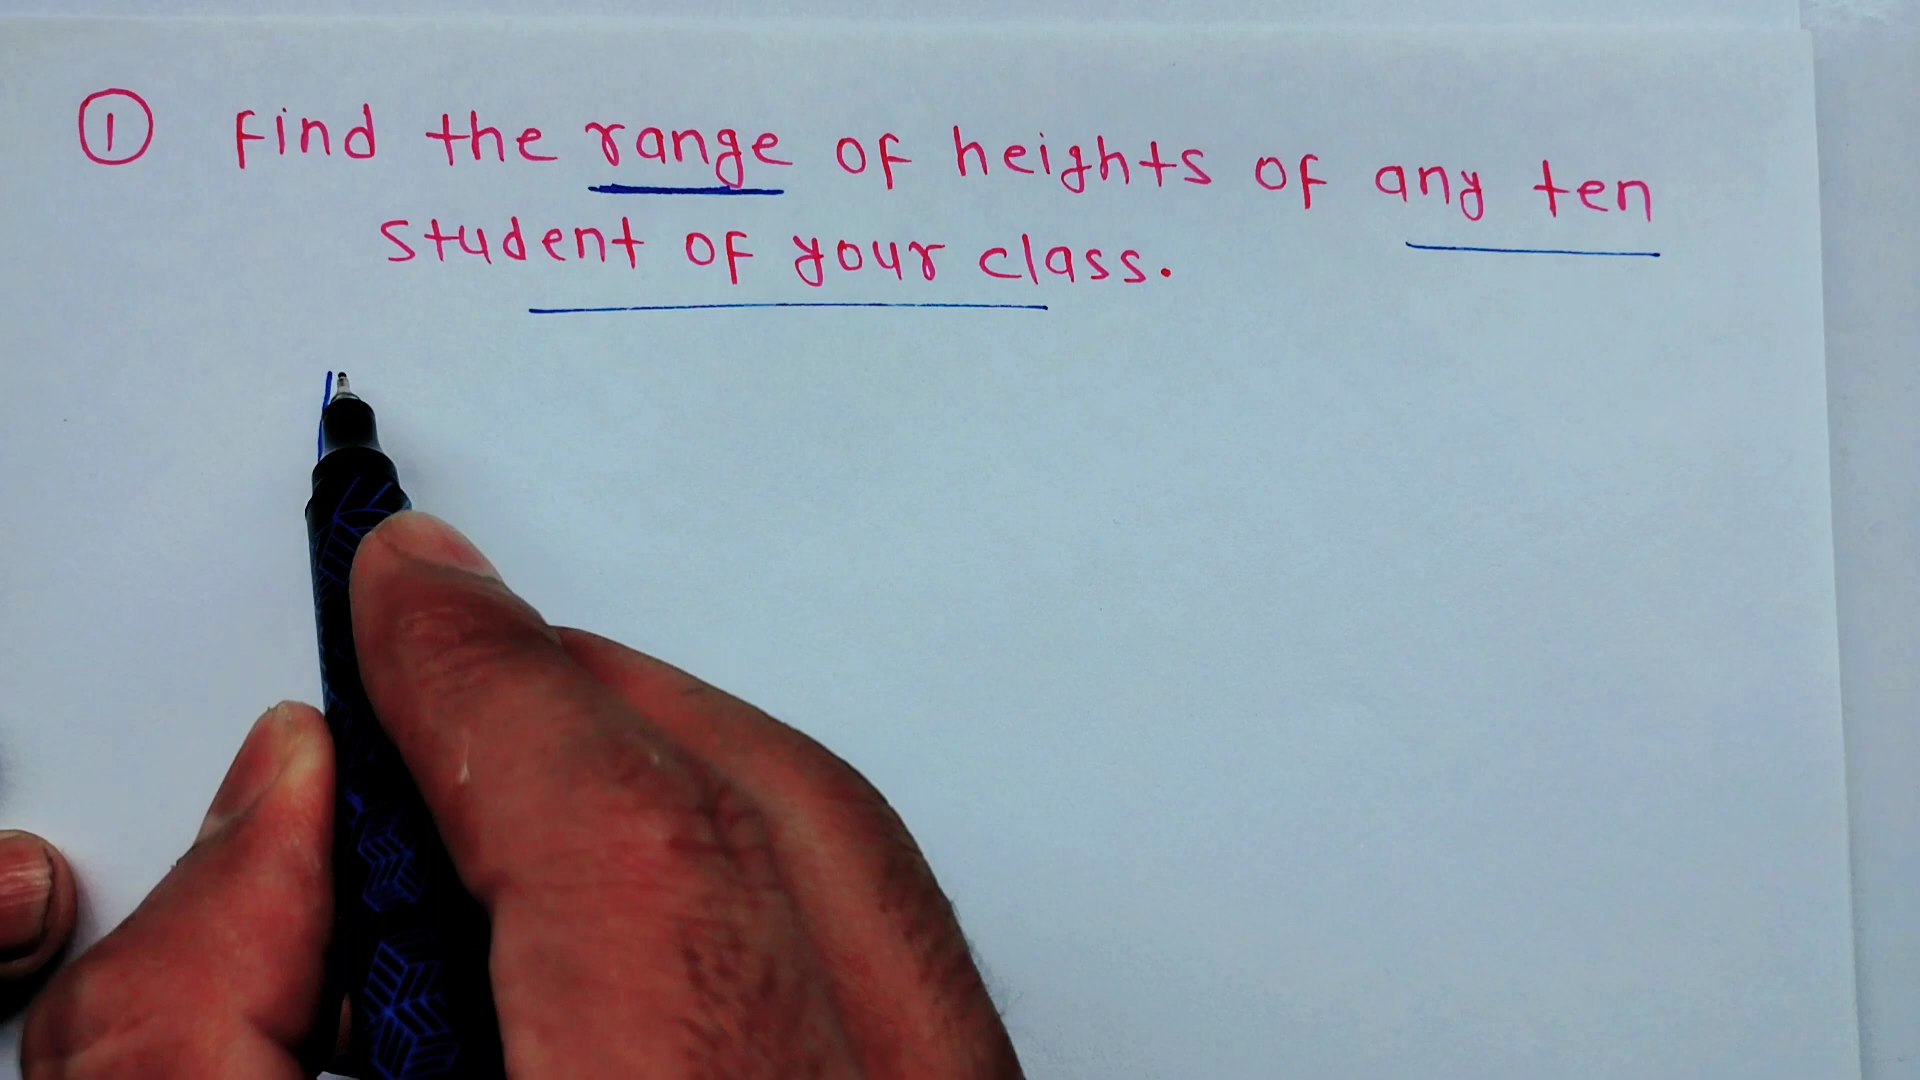 ① Find the range of heights of any ten
student of your class.